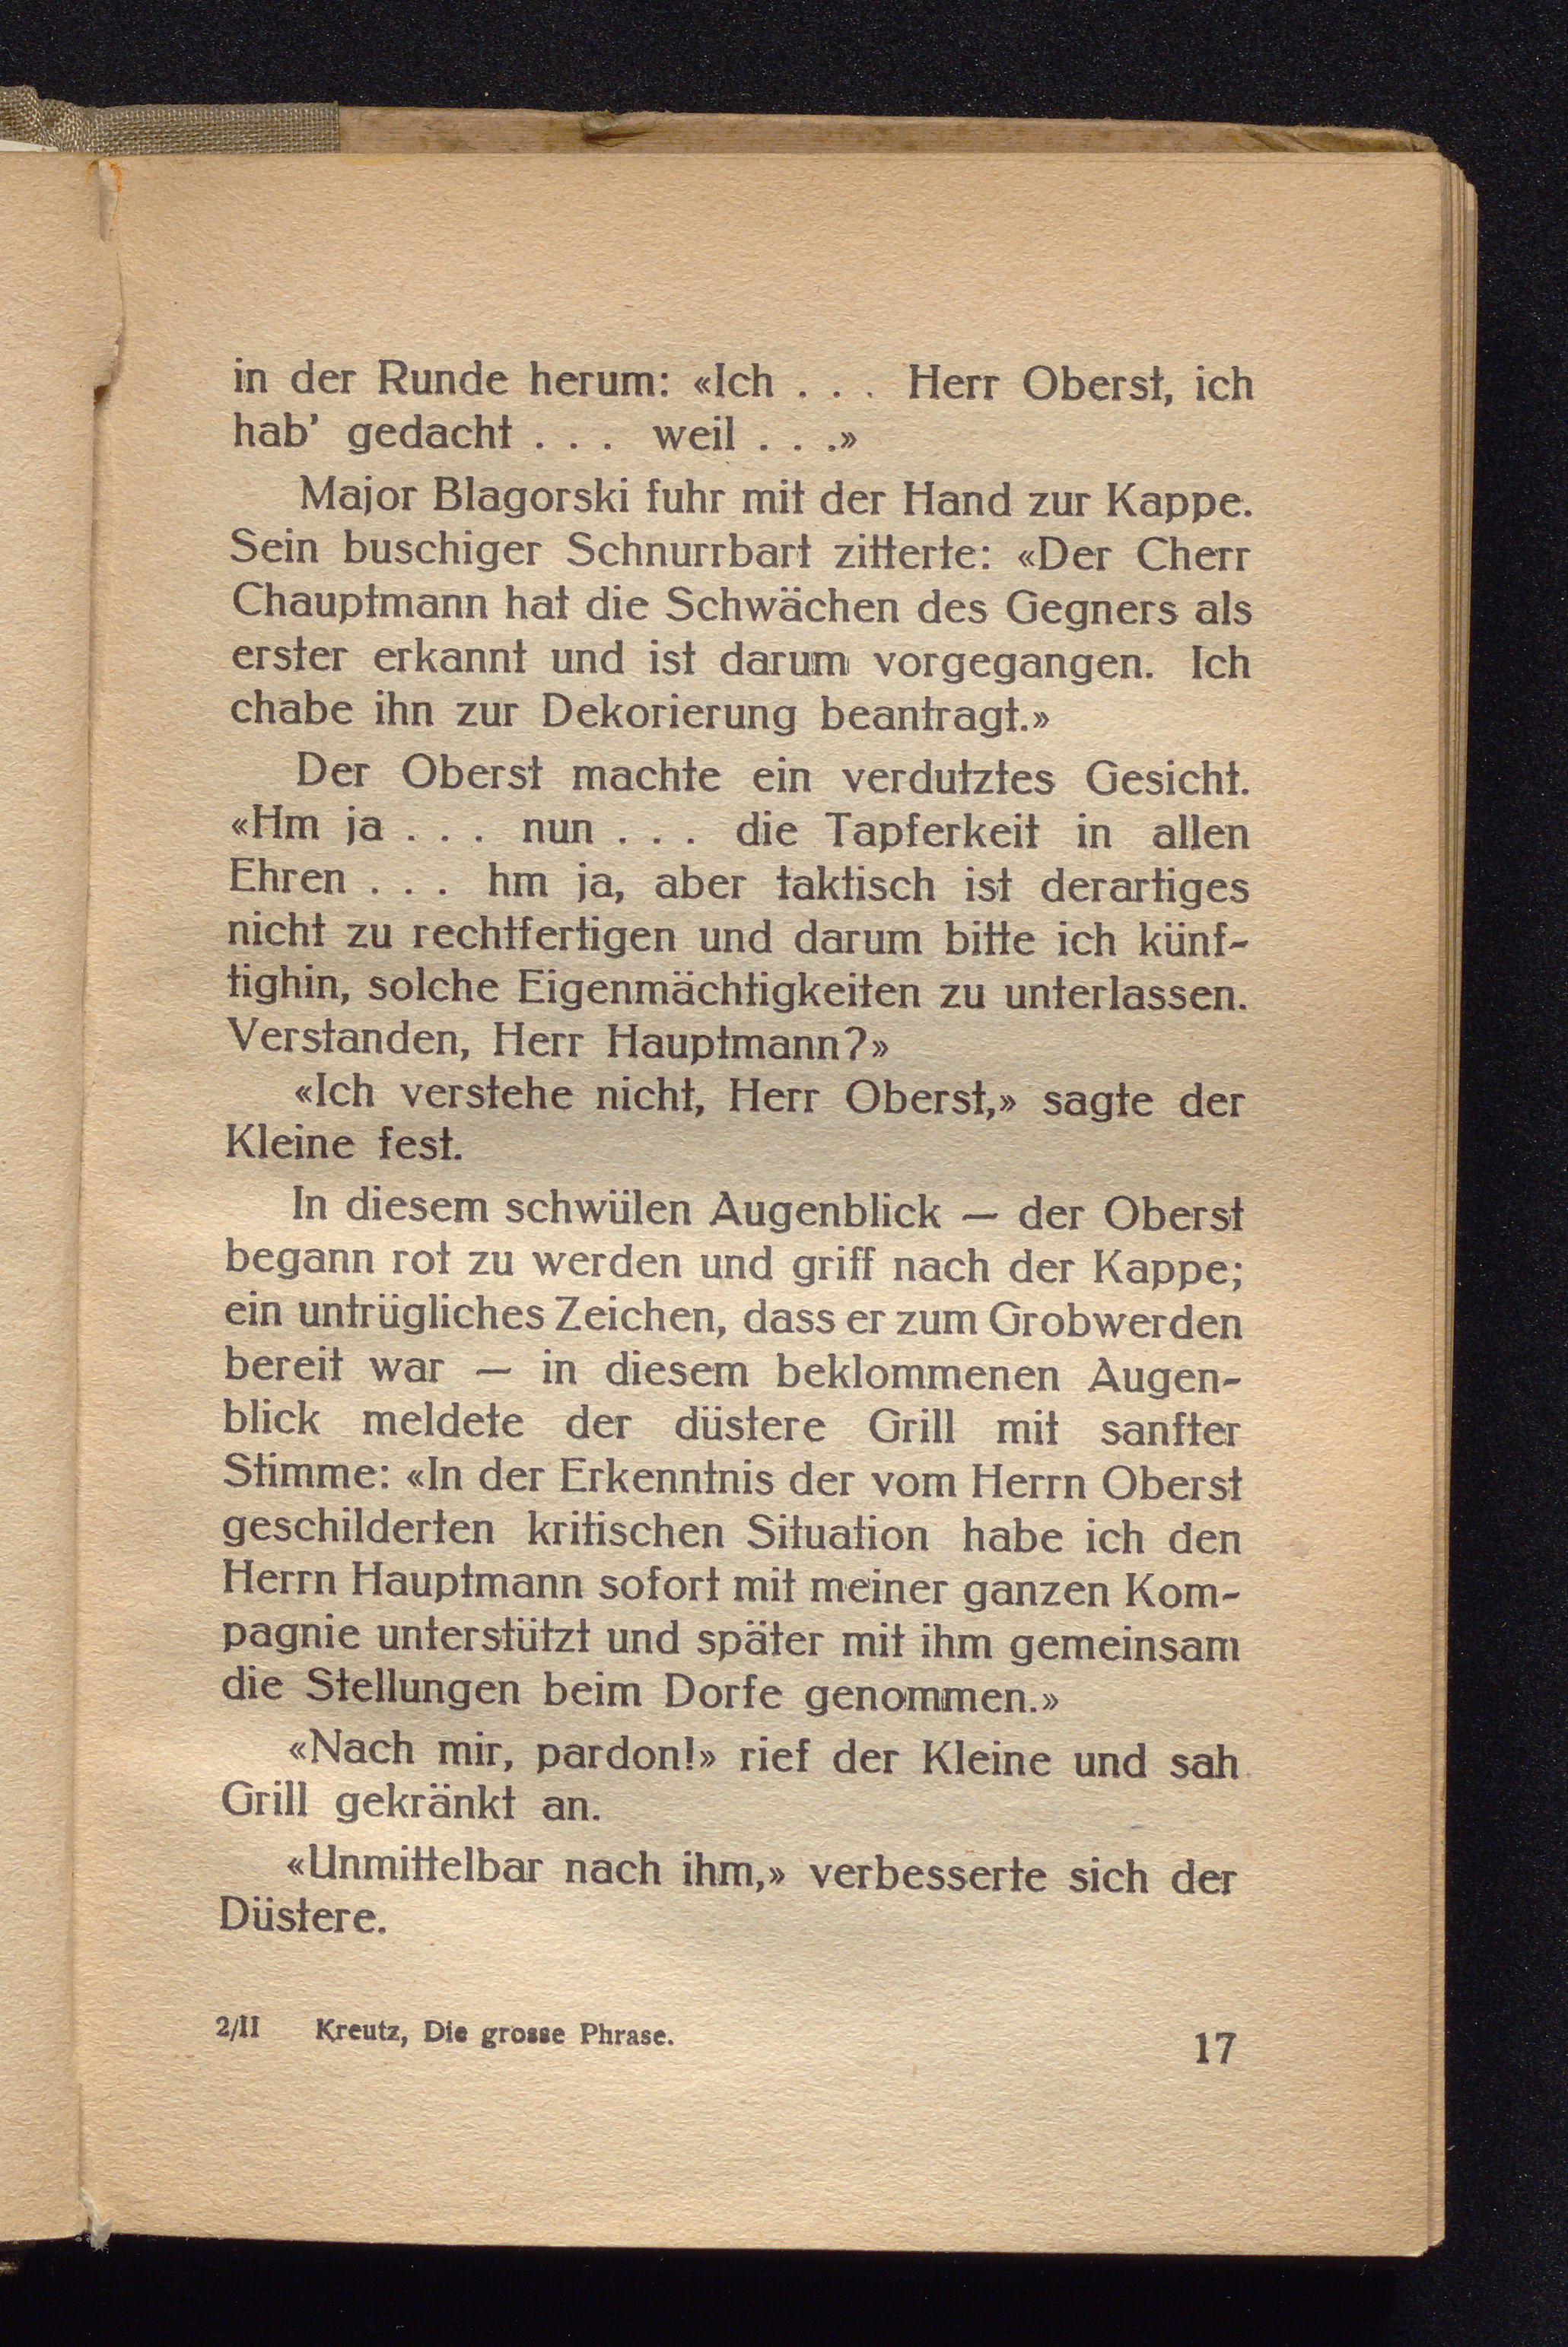 in der Runde herum: «Ich . . . Herr Oberst, ich
hab' gedacht . . . weil . . .»
Major Blagorski fuhr mit der Hand zur Kappe.
Sein buschiger Schnurrbart zitterte: «Der Cherr
Chauptmann hat die Schwächen des Gegners als
erster erkannt und ist darum vorgegangen. Ich
chabe ihn zur Dekorierung beantragt.»
Der Oberst machte ein verdutztes Gesicht.
«Hm ja . . . nun . . . die Tapferkeit in allen
Ehren . . . hm ja, aber taktisch ist derartiges
nicht zu rechtfertigen und darum bitte ich künf-
tighin, solche Eigenmächtigkeiten zu unterlassen.
Verstanden, Herr Hauptmann?»
«Ich verstehe nicht, Herr Oberst,» sagte der
Kleine fest.
In diesem schwülen Augenblick — der Oberst
begann rot zu werden und griff nach der Kappe;
ein untrügliches Zeichen, dass er zum Grobwerden
bereit war — in diesem beklommenen Augen-
blick meldete der düstere Grill mit sanfter
Stimme: «In der Erkenntnis der vom Herrn Oberst
geschilderten kritischen Situation habe ich den
Herrn Hauptmann sofort mit meiner ganzen Kom-
pagnie unterstützt und später mit ihm gemeinsam
die Stellungen beim Dorfe genommen.»
«Nach mir, pardon!» rief der Kleine und sah
Grill gekränkt an.
«Unmittelbar nach ihm,» verbesserte sich der
Düstere.
2/II Kreutz, Die grosse Phrase.
17